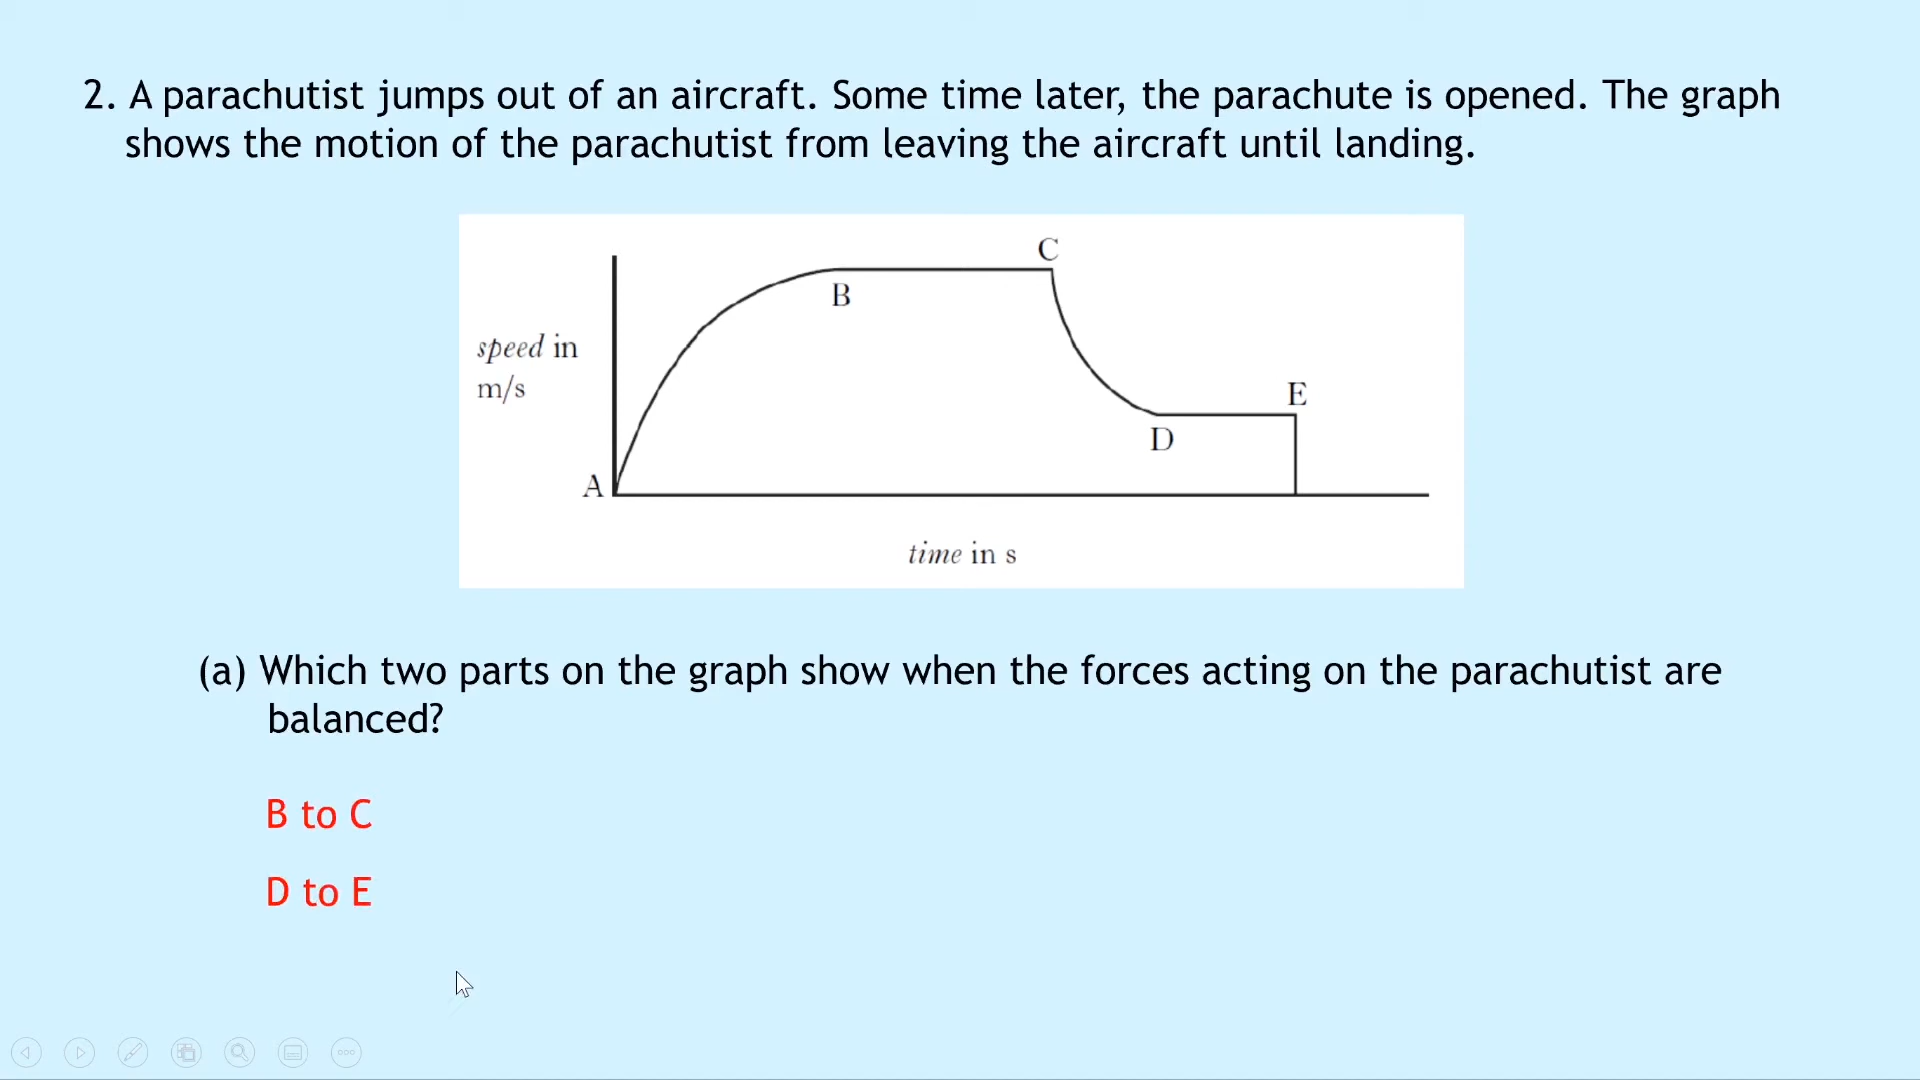 2. A parachutist jumps out of an aircraft. Some time later, the parachute is opened. The graph
shows the motion of the parachutist from leaving the aircraft until landing.
C
B
speed in
m/s
E
D
A
time in s
(a) Which two parts on the graph show when the forces acting on the parachutist are
balanced?
B to C
D to E